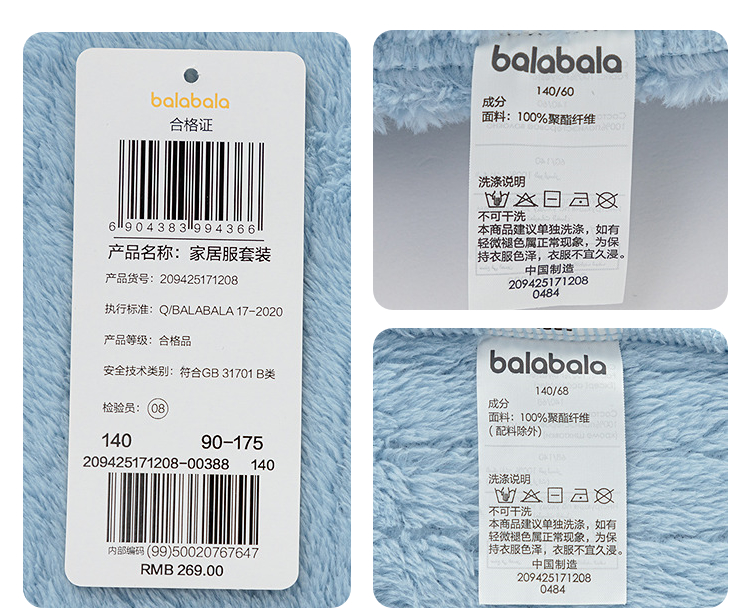 balabala
合格证
6904383994366
产品名称：家居服套装
产品货号：209425171208
执行标准：Q/BALABALA 17-2020
产品等级：合格品
安全技术类别：符合GB 31701 B类
检验员：08
140 90-175
209425171208-00388 140
内部编码 (99)50020767647
RMB 269.00
balabala
140/60
成分
面料：100%聚酯纤维
洗涤说明
不可干洗
本商品建议单独洗涤，如有
轻微褪色属正常现象，为保
持衣服色泽，衣服不宜久浸。
中国制造
209425171208
0484
balabala
140/68
成分
面料：100%聚酯纤维
（配料除外）
洗涤说明
不可干洗
本商品建议单独洗涤，如有
轻微褪色属正常现象，为保
持衣服色泽，衣服不宜久浸。
中国制造
209425171208
0484